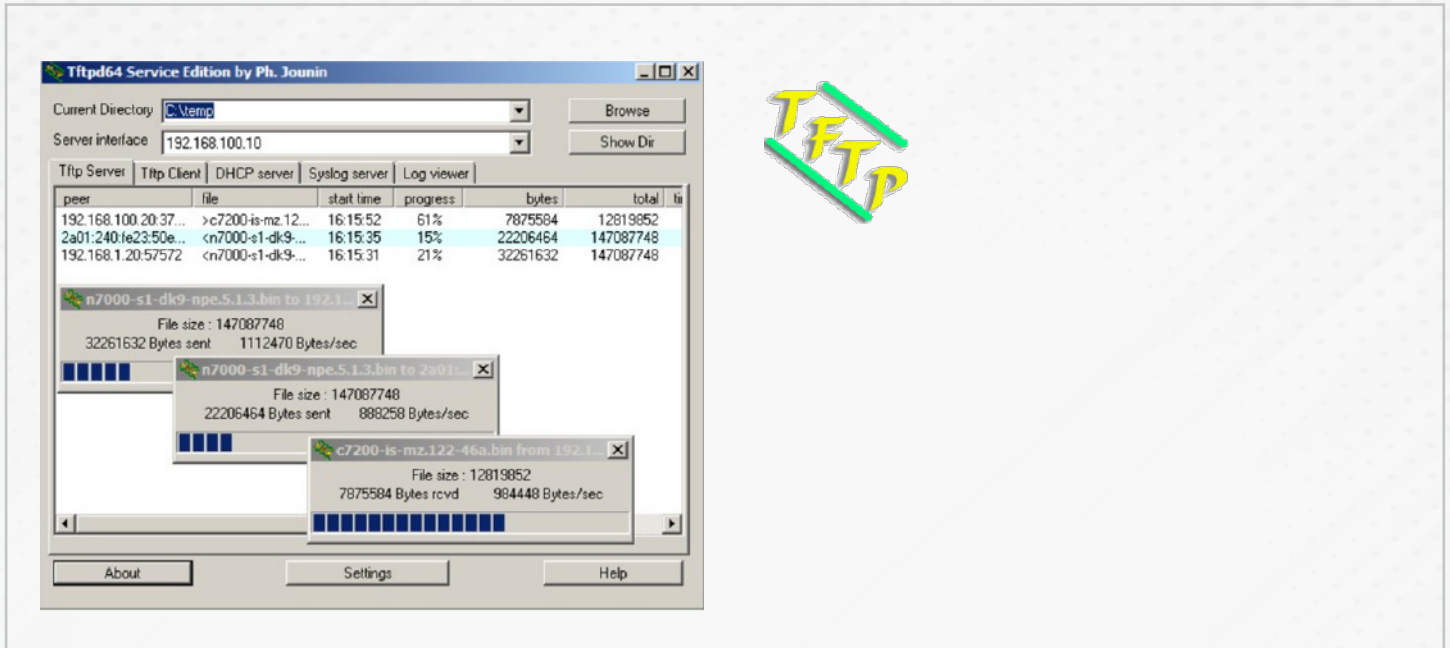 Tftpd64 Service Edition by Ph. Jounin
Current Directory C:\temp Browse
Server interface 192.168.100.10 Show Dir
Tftp Server Tftp Client DHCP server Syslog server Log viewer
peer file start time progress bytes total
192.168.100.20:37... >c7200-is-mz.12... 16:15:52 61% 7875584 12819852
2a01:240:fe23:50e... <n7000-s1-dk9-... 16:15:35 15% 22206464 147087748
192.168.1.20:57572 <n7000-s1-dk9-... 16:15:31 21% 32261632 147087748
n7000-s1-dk9-npe.5.1.3.bin to 192.1...
File size : 147087748
32261632 Bytes sent 1112470 Bytes/sec
n7000-s1-dk9-npe.5.1.3.bin to 2a01:...
File size : 147087748
22206464 Bytes sent 888258 Bytes/sec
c7200-is-mz.122-46a.bin from 192.1...
File size : 12819852
7875584 Bytes rcvd 984448 Bytes/sec
About Settings Help
TFTP